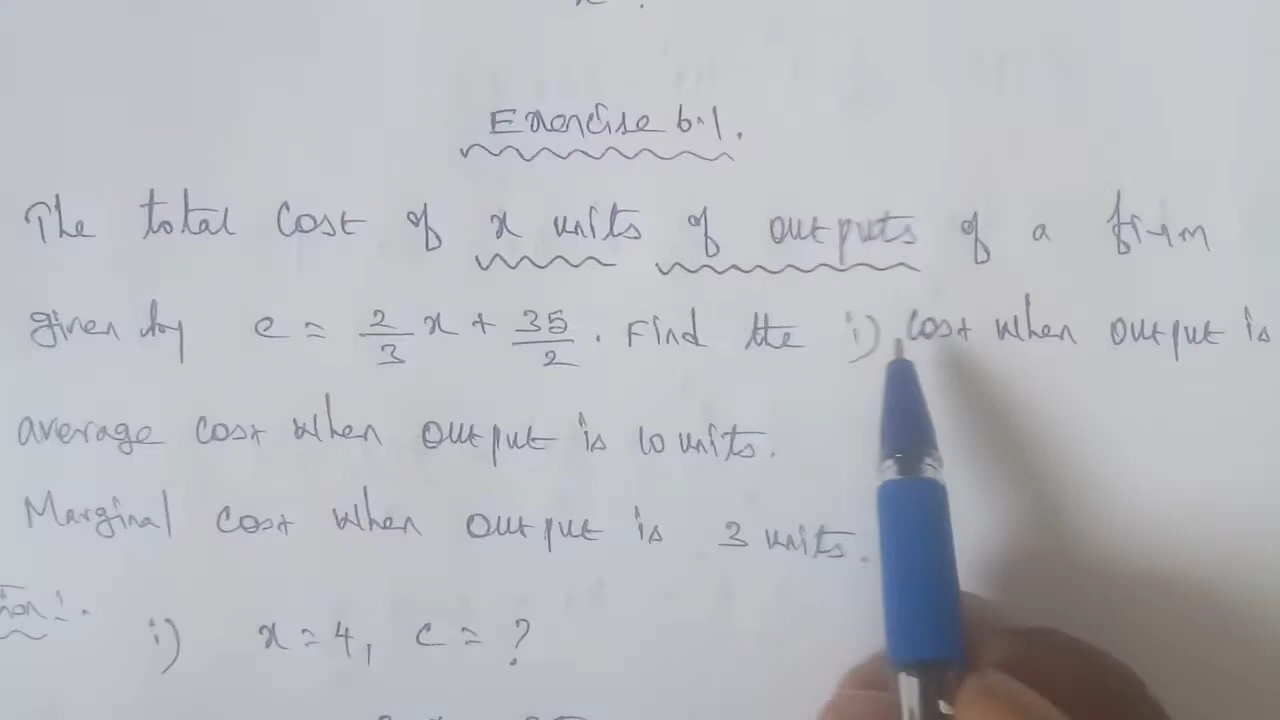 Exercise 6.1.
The total cost of x units of outputs of a firm
given by c = 2/3 x + 35/2 . Find the i) cost when output is
average cost when output is 10 units.
Marginal cost when output is 3 units.
i) x = 4, c = ?